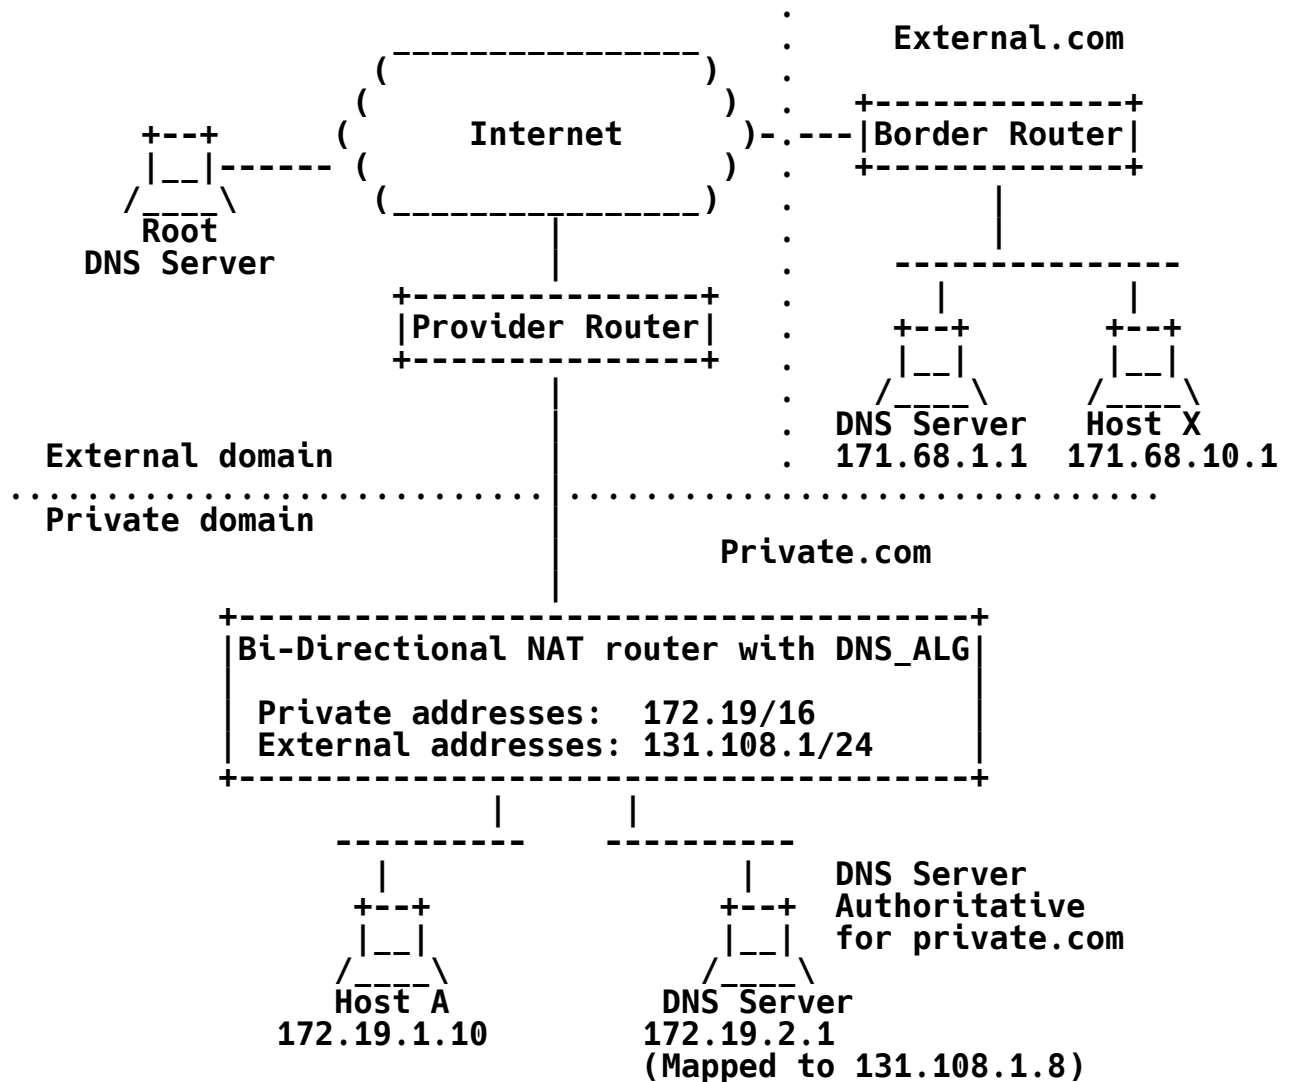 External.com
Internet
Border Router
Root
DNS Server
Provider Router
DNS Server
171.68.1.1
Host X
171.68.10.1
External domain
Private domain
Private.com
Bi-Directional NAT router with DNS_ALG
Private addresses: 172.19/16
External addresses: 131.108.1/24
DNS Server
Authoritative
for private.com
Host A
172.19.1.10
DNS Server
172.19.2.1
(Mapped to 131.108.1.8)